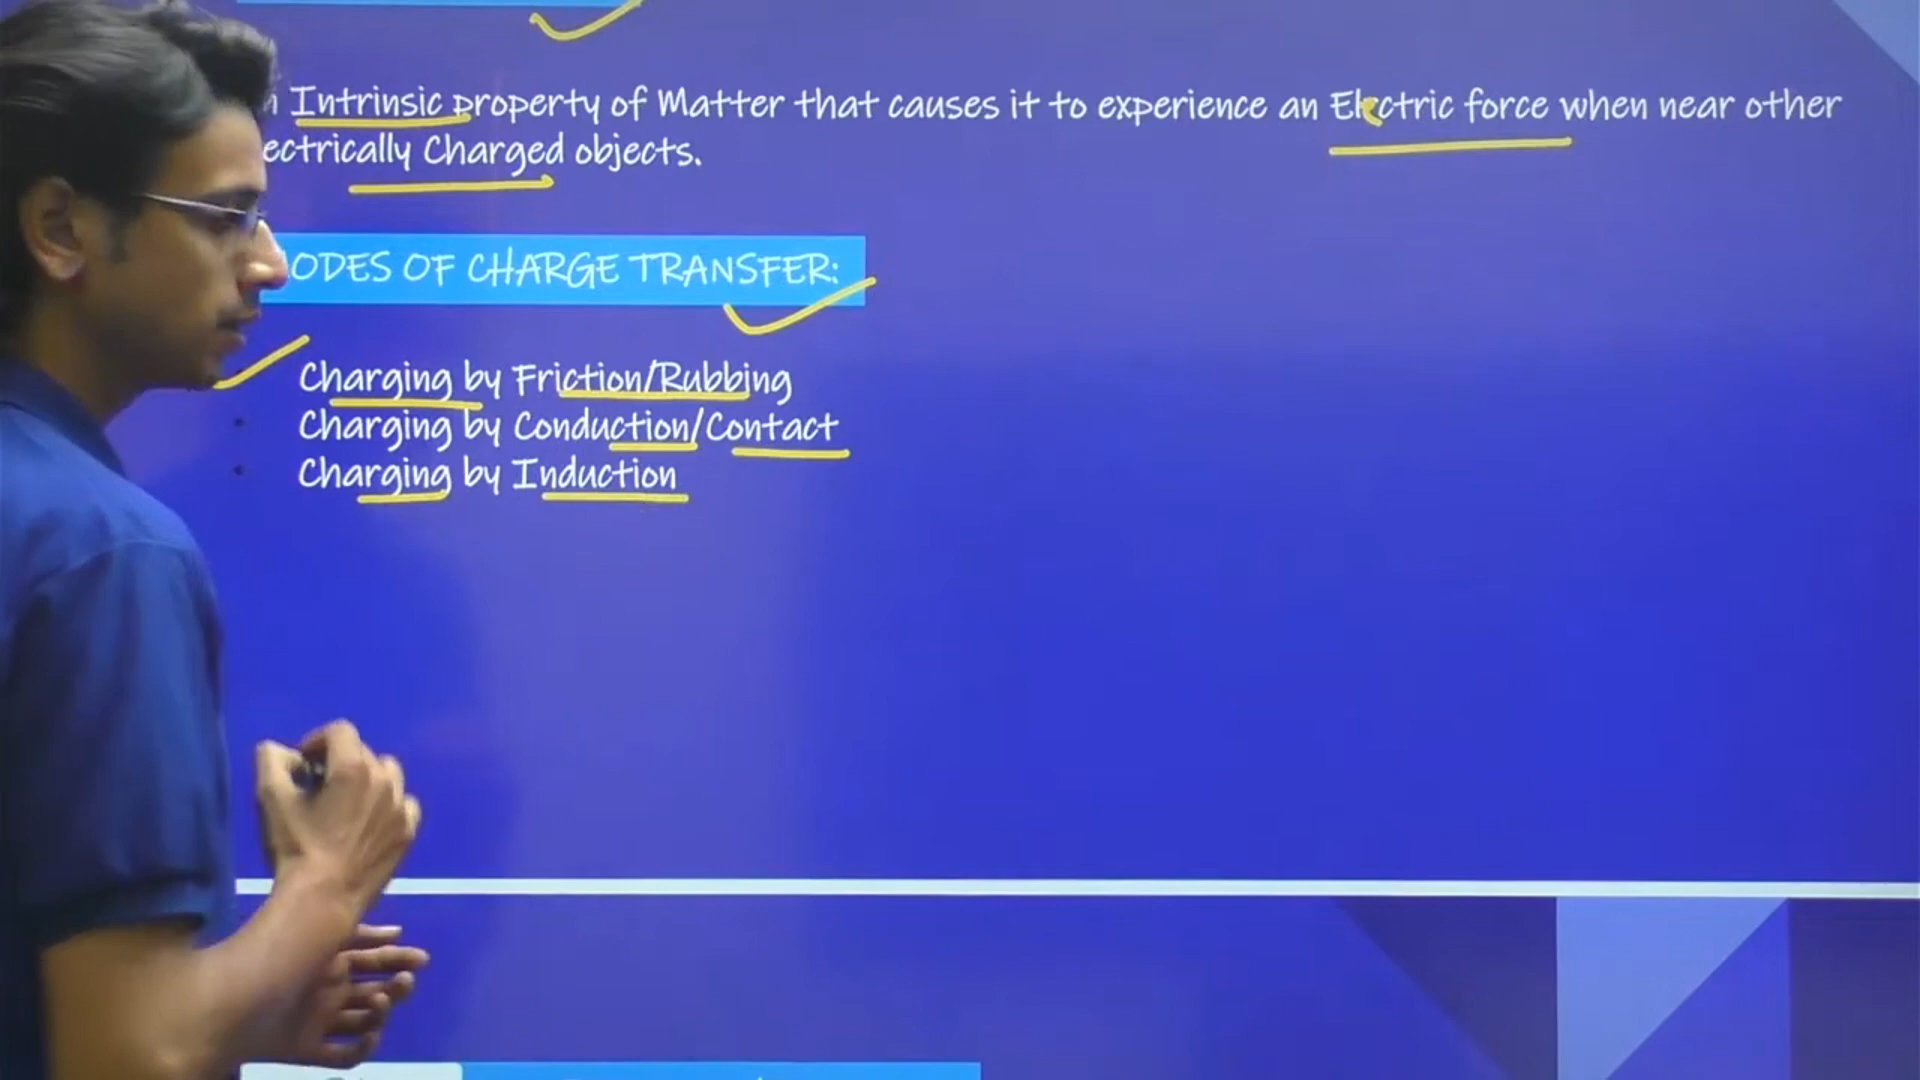 Intrinsic property of Matter that causes it to experience an Electric force when near other
ectrically Charged objects.
ODES OF CHARGE TRANSFER:
Charging by Friction/Rubbing
Charging by Conduction/Contact
Charging by Induction